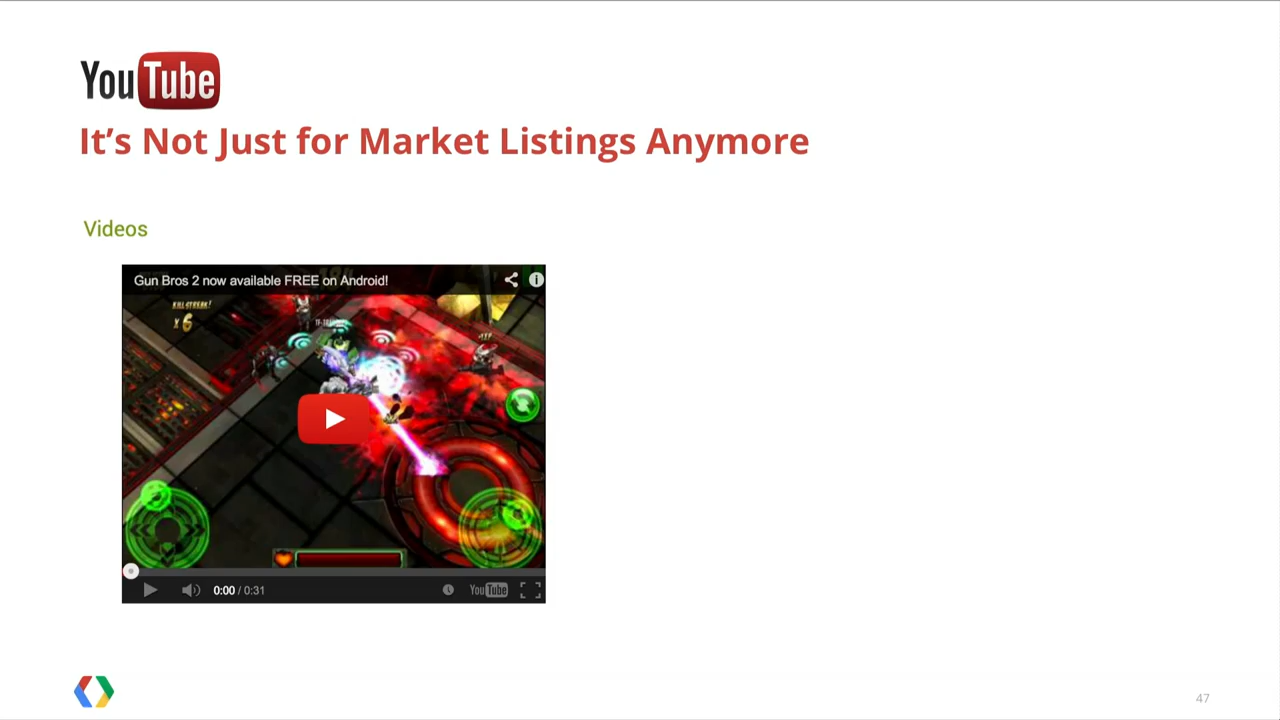 YouTube
It's Not Just for Market Listings Anymore
Videos
Gun Bros 2 now available FREE on Android!
KILL STREAK!
x 6
0:00 / 0:31
YouTube
47